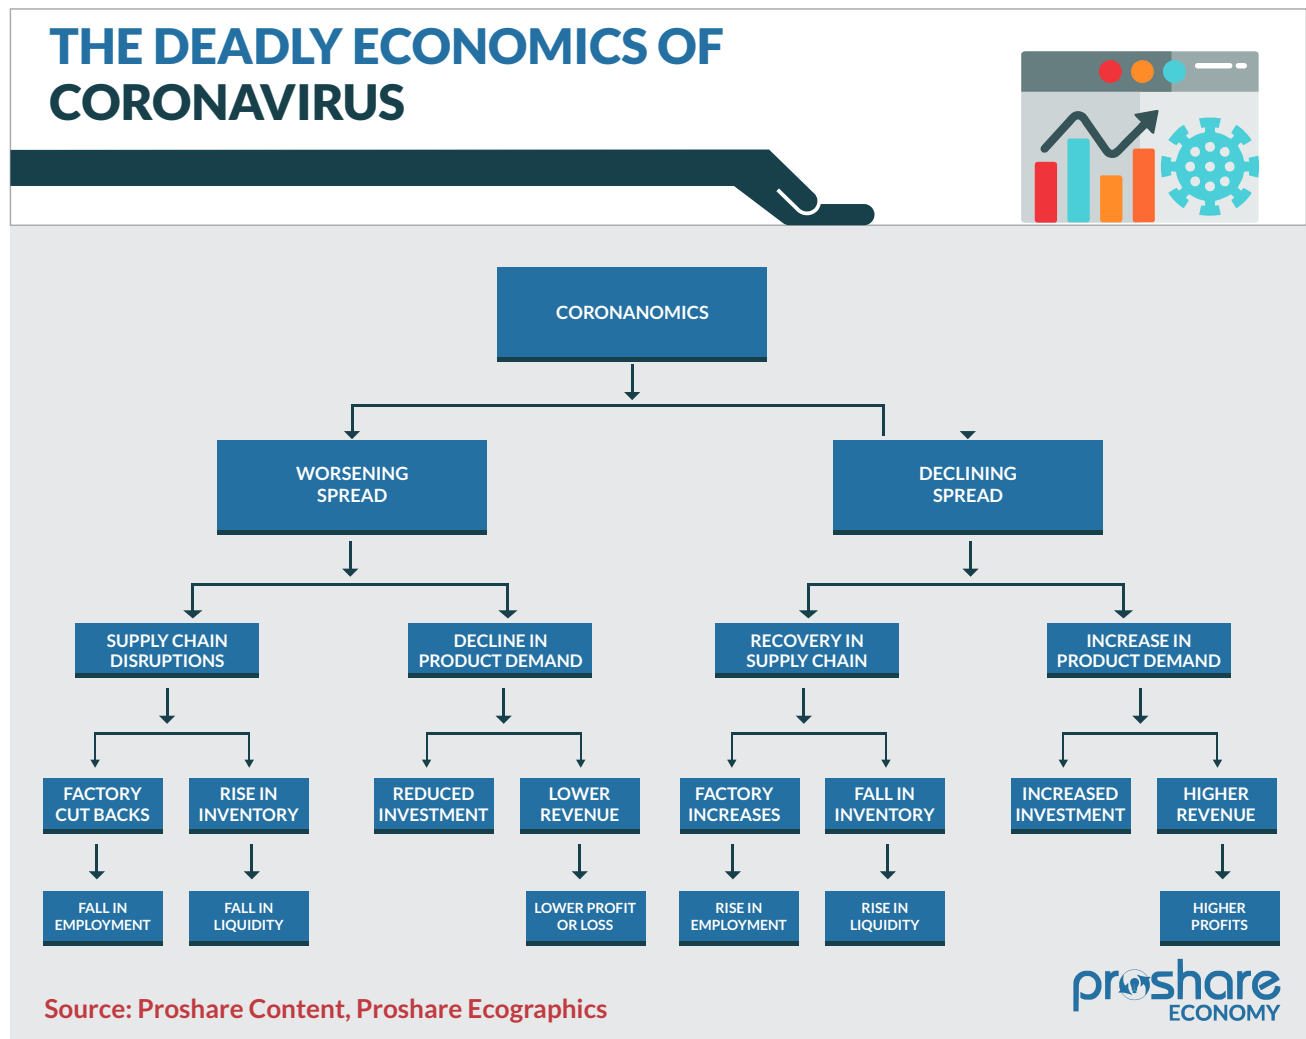 THE DEADLY ECONOMICS OF
CORONAVIRUS
CORONANOMICS
WORSENING
SPREAD
DECLINING
SPREAD
SUPPLY CHAIN
DISRUPTIONS
DECLINE IN
PRODUCT DEMAND
RECOVERY IN
SUPPLY CHAIN
INCREASE IN
PRODUCT DEMAND
FACTORY
CUT BACKS
RISE IN
INVENTORY
REDUCED
INVESTMENT
LOWER
REVENUE
FACTORY
INCREASES
FALL IN
INVENTORY
INCREASED
INVESTMENT
HIGHER
REVENUE
FALL IN
EMPLOYMENT
FALL IN
LIQUIDITY
LOWER PROFIT
OR LOSS
RISE IN
EMPLOYMENT
RISE IN
LIQUIDITY
HIGHER
PROFITS
Source: Proshare Content, Proshare Ecographics
proshare
ECONOMY